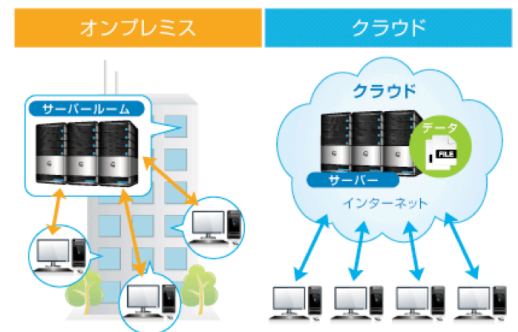 オンプレミス
クラウド
サーバールーム
クラウド
データ
FILE
サーバー
インターネット